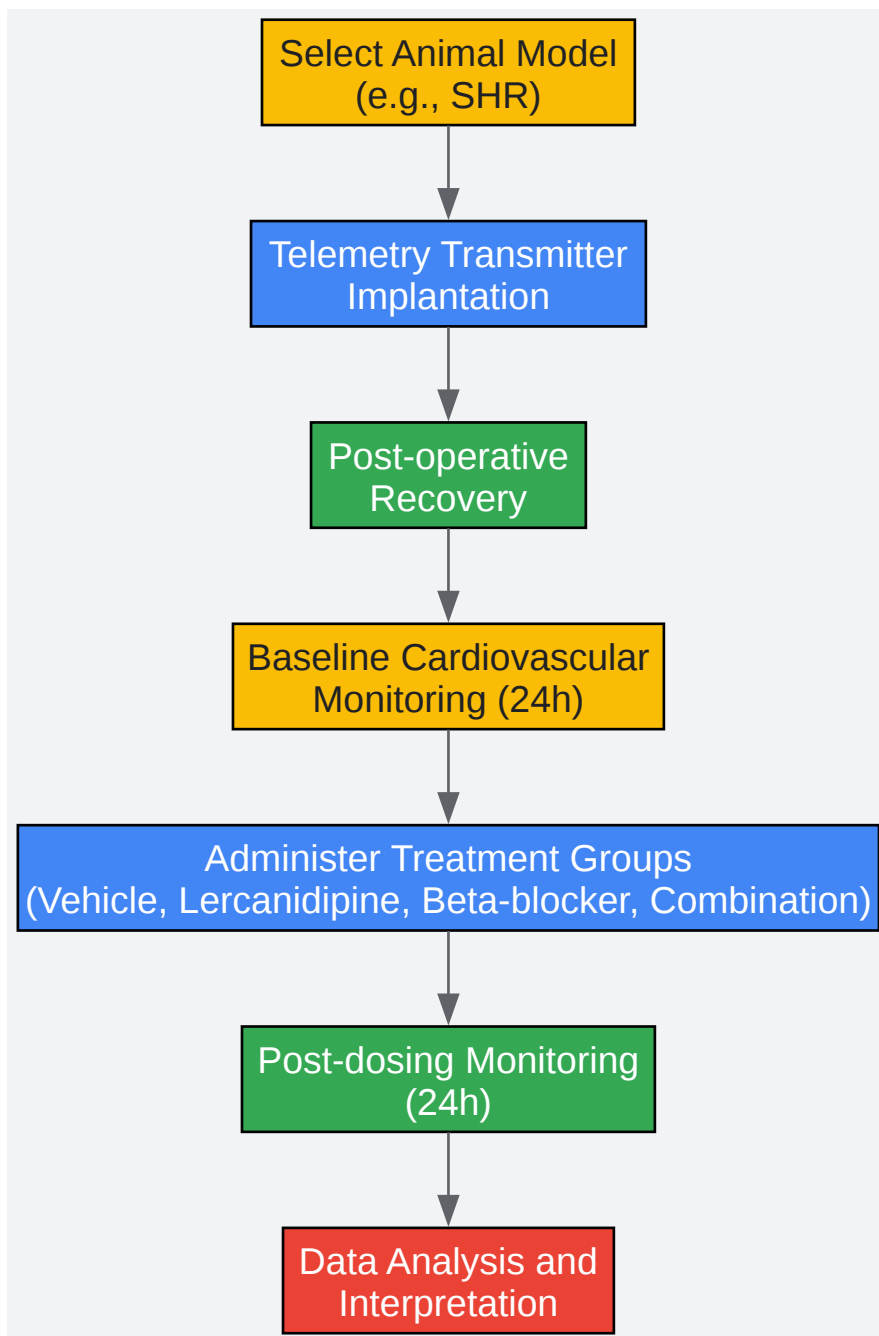 Select Animal Model
(e.g., SHR)
Telemetry Transmitter
Implantation
Post-operative
Recovery
Baseline Cardiovascular
Monitoring (24h)
Administer Treatment Groups
(Vehicle, Lercanidipine, Beta-blocker, Combination)
Post-dosing Monitoring
(24h)
Data Analysis and
Interpretation